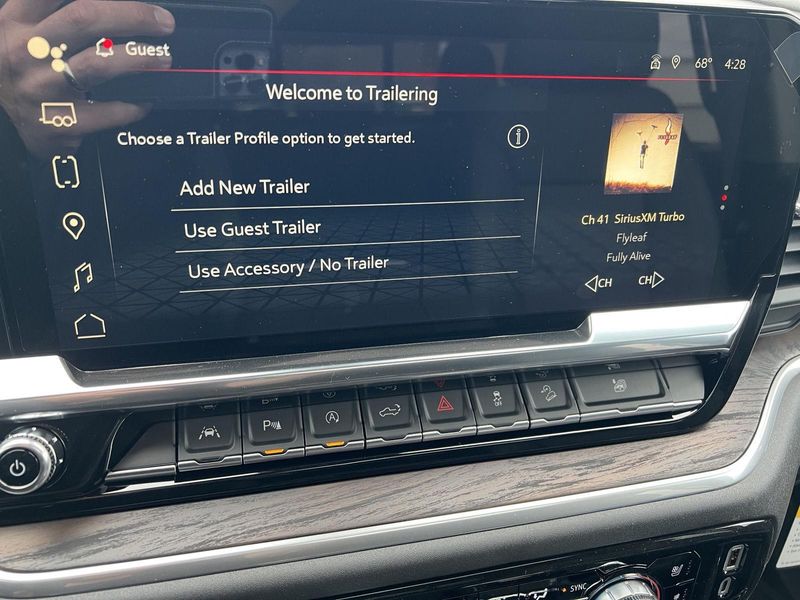 Guest
68° 4:28
Welcome to Trailering
Choose a Trailer Profile option to get started.
i
Add New Trailer
Use Guest Trailer
Use Accessory / No Trailer
Ch 41 SiriusXM Turbo
Flyleaf
Fully Alive
CH CH
P
A
OFF
SYNC